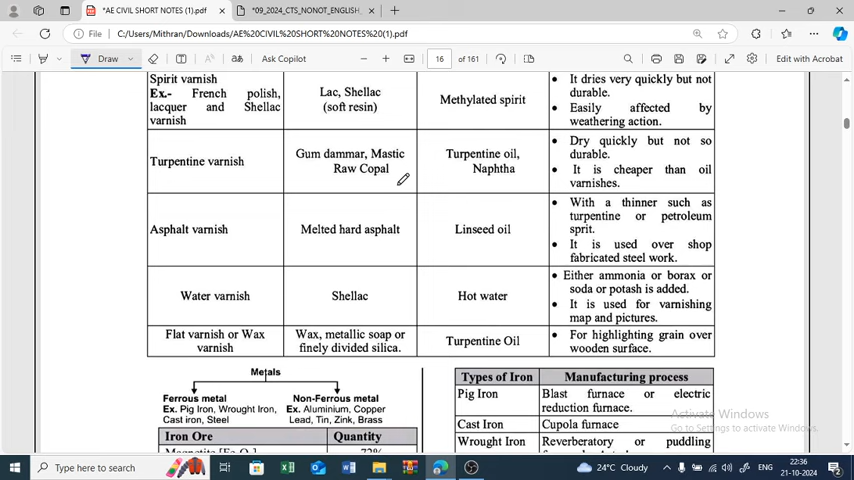 *AE CIVIL SHORT NOTES (1).pdf
*09_2024_CTS_NONOT_ENGLISH_
File
C:/Users/Mithran/Downloads/AE%20CIVIL%20SHORT%20NOTES%20(1).pdf
Draw
Ask Copilot
16 of 161
Edit with Acrobat
Spirit varnish
Ex.- French polish,
lacquer and Shellac
varnish
Lac, Shellac
(soft resin)
Methylated spirit
• It dries very quickly but not
durable.
• Easily affected by
weathering action.
Turpentine varnish
Gum dammar, Mastic
Raw Copal
Turpentine oil,
Naphtha
• Dry quickly but not so
durable.
• It is cheaper than oil
varnishes.
Asphalt varnish
Melted hard asphalt
Linseed oil
• With a thinner such as
turpentine or petroleum
sprit.
• It is used over shop
fabricated steel work.
Water varnish
Shellac
Hot water
• Either ammonia or borax or
soda or potash is added.
• It is used for varnishing
map and pictures.
Flat varnish or Wax
varnish
Wax, metallic soap or
finely divided silica.
Turpentine Oil
• For highlighting grain over
wooden surface.
Metals
Ferrous metal
Ex. Pig Iron, Wrought Iron,
Cast iron, Steel
Non-Ferrous metal
Ex. Aluminium, Copper
Lead, Tin, Zink, Brass
Iron Ore Quantity
72%
Types of Iron Manufacturing process
Pig Iron
Blast furnace or electric
reduction furnace.
Cast Iron
Cupola furnace
Wrought Iron
Reverberatory or puddling
Activate Windows
Go to Settings to activate Windows.
Type here to search
24°C Cloudy
ENG
22:36
21-10-2024